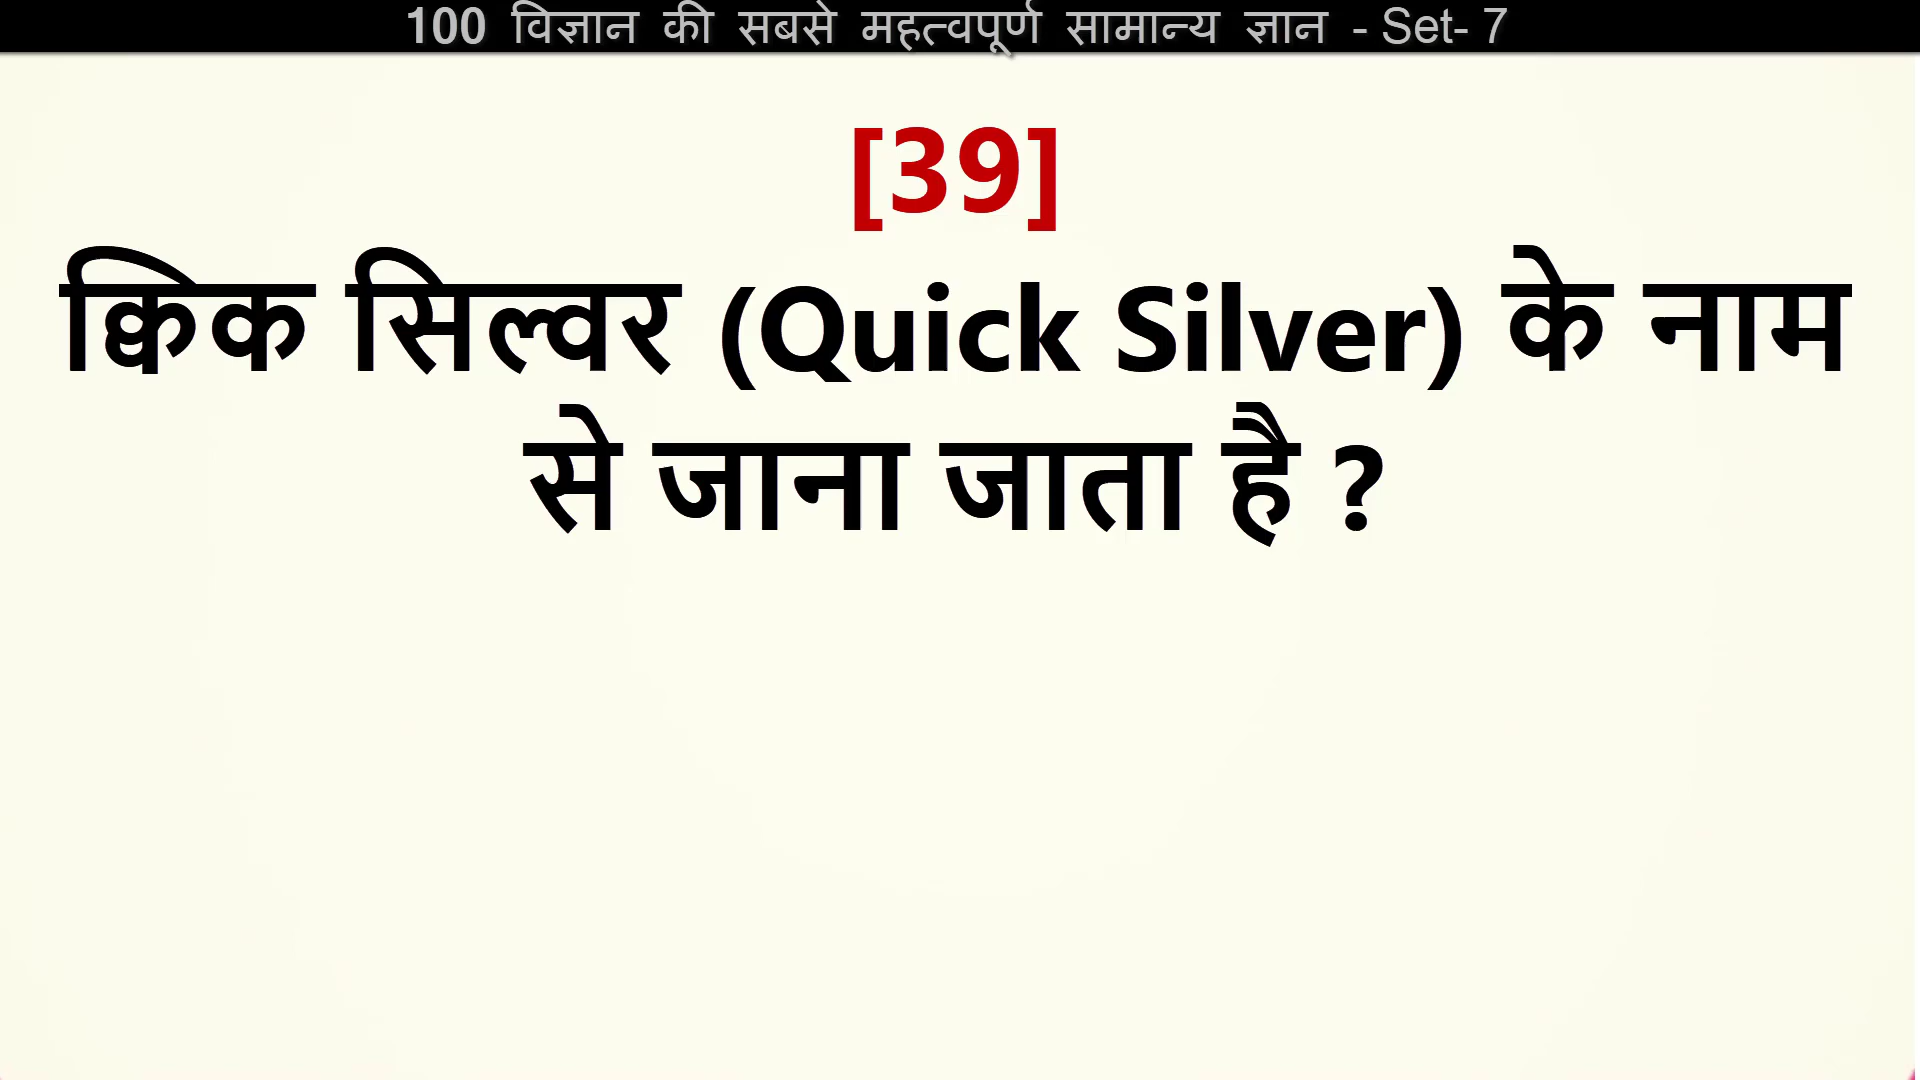 100 विज्ञान की सबसे महत्वपूर्ण सामान्य ज्ञान - Set- 7
[39]
क्विक सिल्वर (Quick Silver) के नाम
से जाना जाता है ?